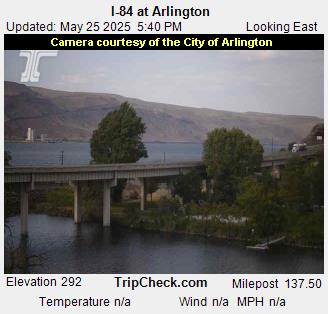 I-84 at Arlington
Updated: May 25 2025 5:40 PM Looking East
Camera courtesy of the City of Arlington
Elevation 292 TripCheck.com Milepost 137.50
Temperature n/a Wind n/a MPH n/a